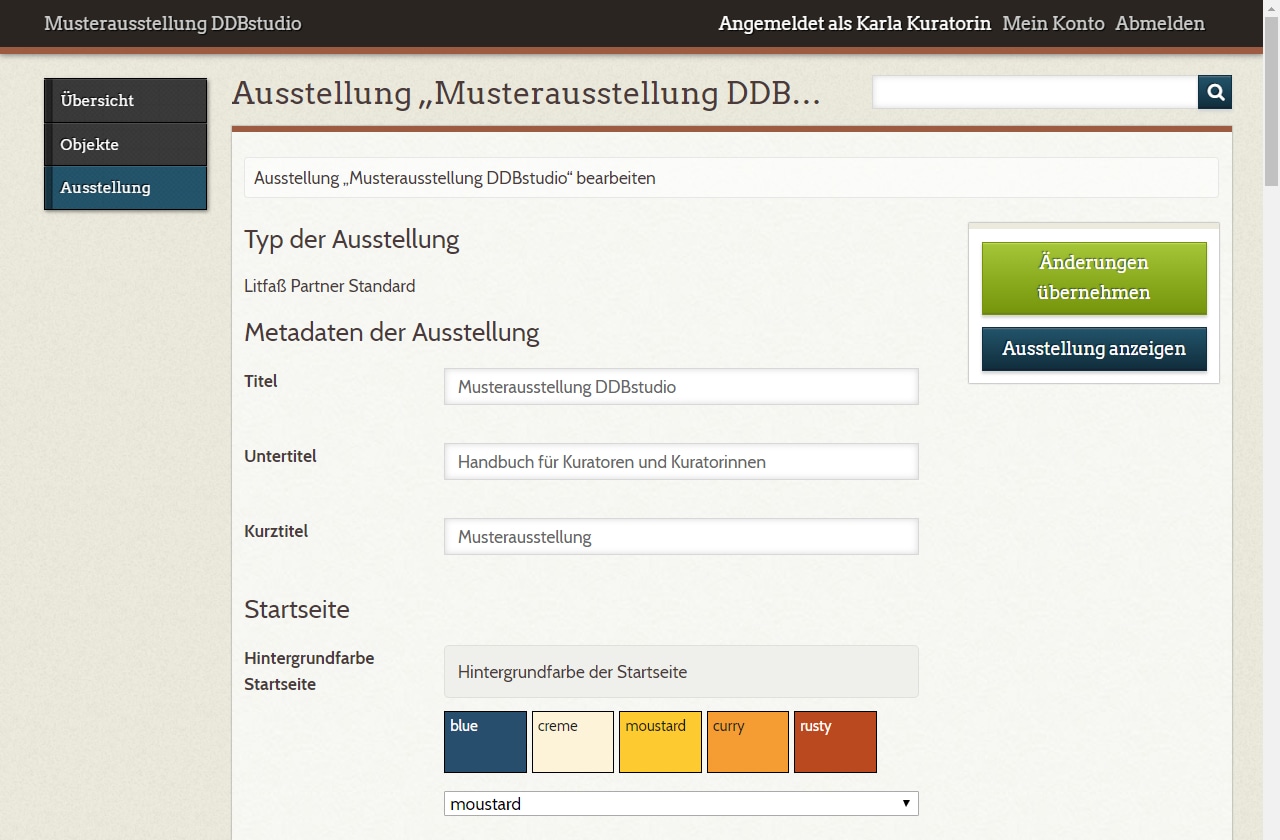 Musterausstellung DDBstudio
Angemeldet als Karla Kuratorin Mein Konto Abmelden
Übersicht
Objekte
Ausstellung
Ausstellung „Musterausstellung DDB…
Ausstellung „Musterausstellung DDBstudio“ bearbeiten
Typ der Ausstellung
Litfaß Partner Standard
Änderungen
übernehmen
Ausstellung anzeigen
Metadaten der Ausstellung
Titel
Musterausstellung DDBstudio
Untertitel
Handbuch für Kuratoren und Kuratorinnen
Kurztitel
Musterausstellung
Startseite
Hintergrundfarbe
Startseite
Hintergrundfarbe der Startseite
blue creme moustard curry rusty
moustard